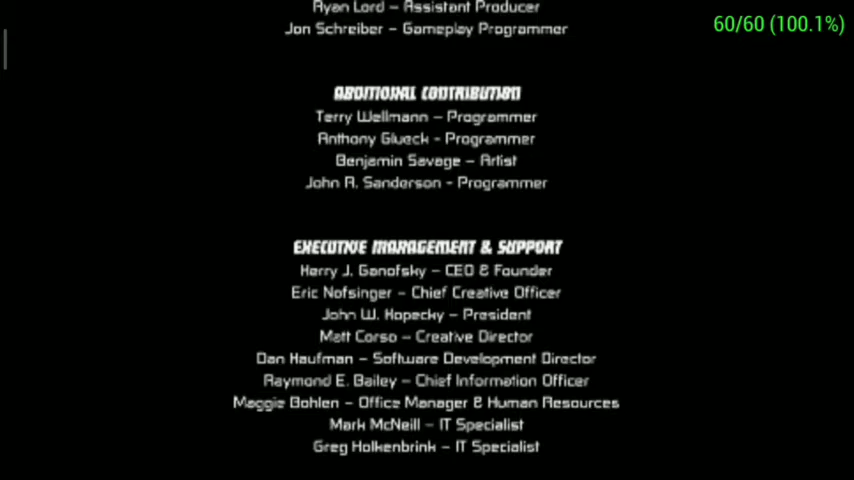 Ryan Lord – Assistant Producer
60/60 (100.1%)
Jon Schreiber – Gameplay Programmer
ADDITIONAL CONTRIBUTION
Terry Wellmann – Programmer
Anthony Glueck - Programmer
Benjamin Savage – Artist
John R. Sanderson - Programmer
EXECUTIVE MANAGEMENT & SUPPORT
Harry J. Ganofsky – CEO & Founder
Eric Nofsinger – Chief Creative Officer
John W. Kopecky – President
Matt Corso – Creative Director
Dan Kaufman – Software Development Director
Raymond E. Bailey – Chief Information Officer
Maggie Bohlen – Office Manager & Human Resources
Mark McNeill – IT Specialist
Greg Holkenbrink – IT Specialist